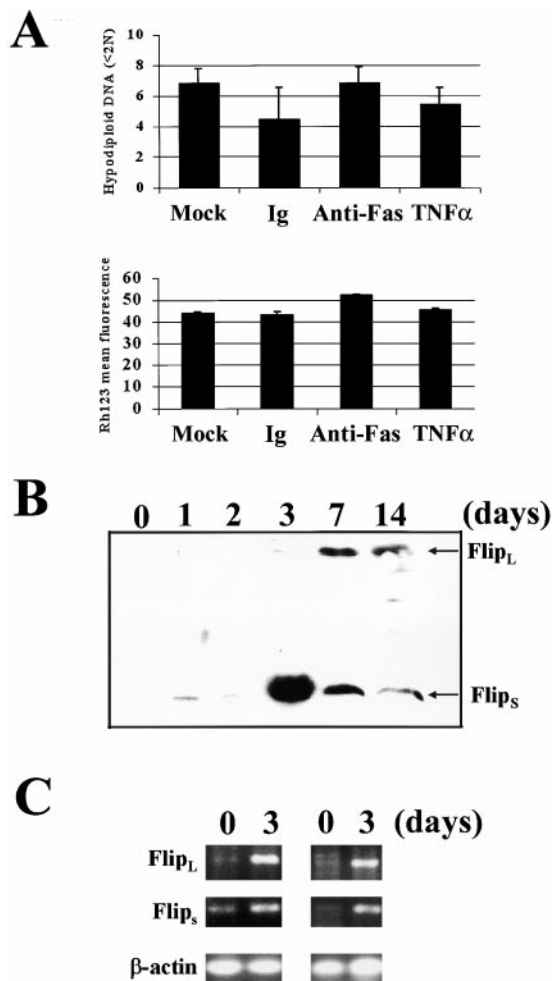 A
Hypodiploid DNA (<2N)
10
8
6
4
2
0
Mock Ig Anti-Fas TNFα
Rh123 mean fluorescence
60
50
40
30
20
10
0
Mock Ig Anti-Fas TNFα
B
0 1 2 3 7 14 (days)
FlipL
FlipS
C
0 3 0 3 (days)
FlipL
Flips
β-actin